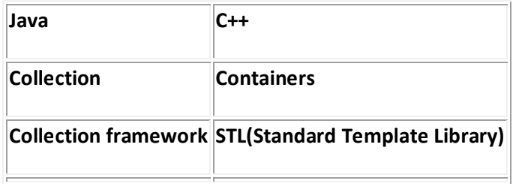 Java C++
Collection Containers
Collection framework STL(Standard Template Library)